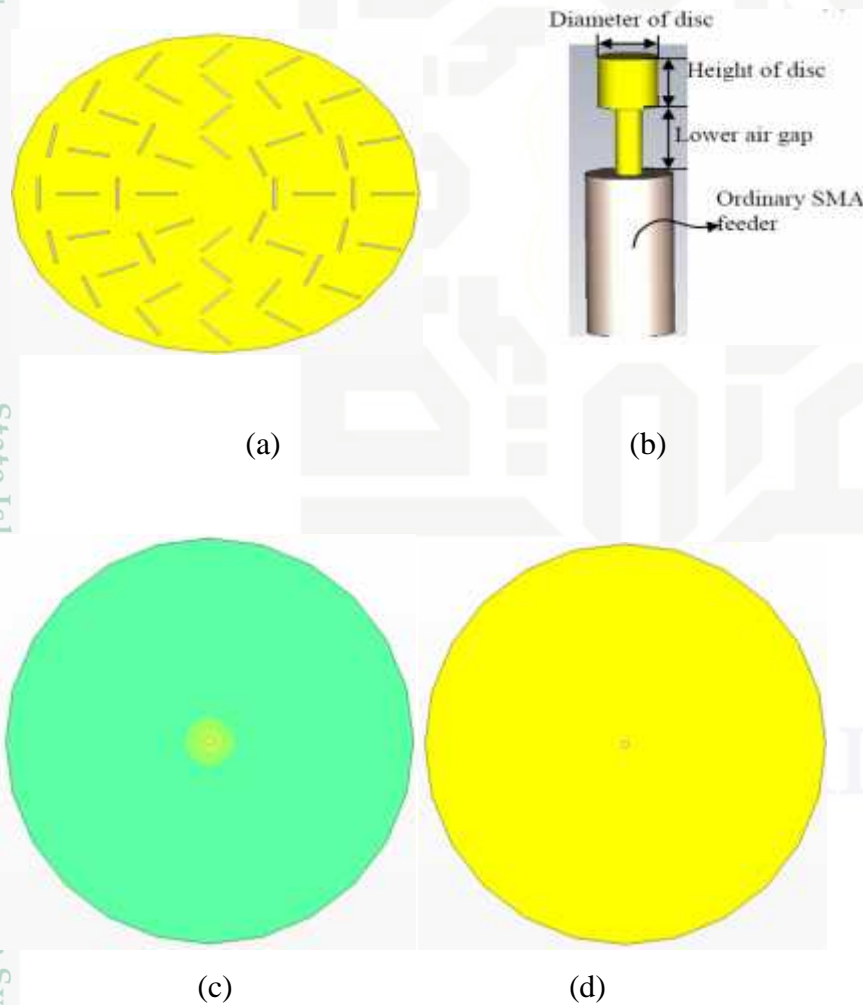 Diameter of disc
Height of disc
Lower air gap
Ordinary SMA
feeder
(a)
(b)
(c)
(d)